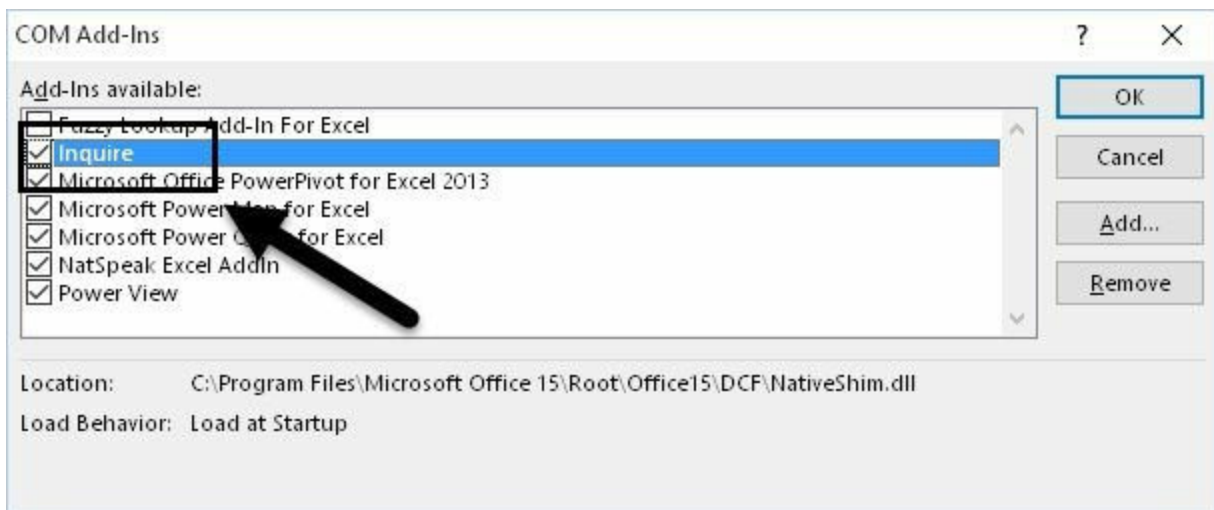 COM Add-Ins
Add-Ins available:
OK
Fuzzy Lookup Add-In For Excel
Inquire
Cancel
Microsoft Office PowerPivot for Excel 2013
Microsoft Power Map for Excel
Add...
Microsoft Power Query for Excel
NatSpeak Excel AddIn
Remove
Power View
Location: C:\Program Files\Microsoft Office 15\Root\Office15\DCF\NativeShim.dll
Load Behavior: Load at Startup